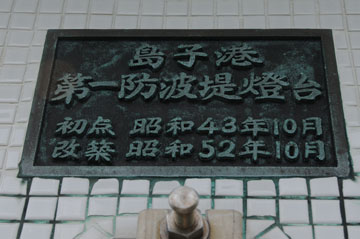 島子港
第一防波堤燈台
初点 昭和43年10月
改築 昭和52年10月